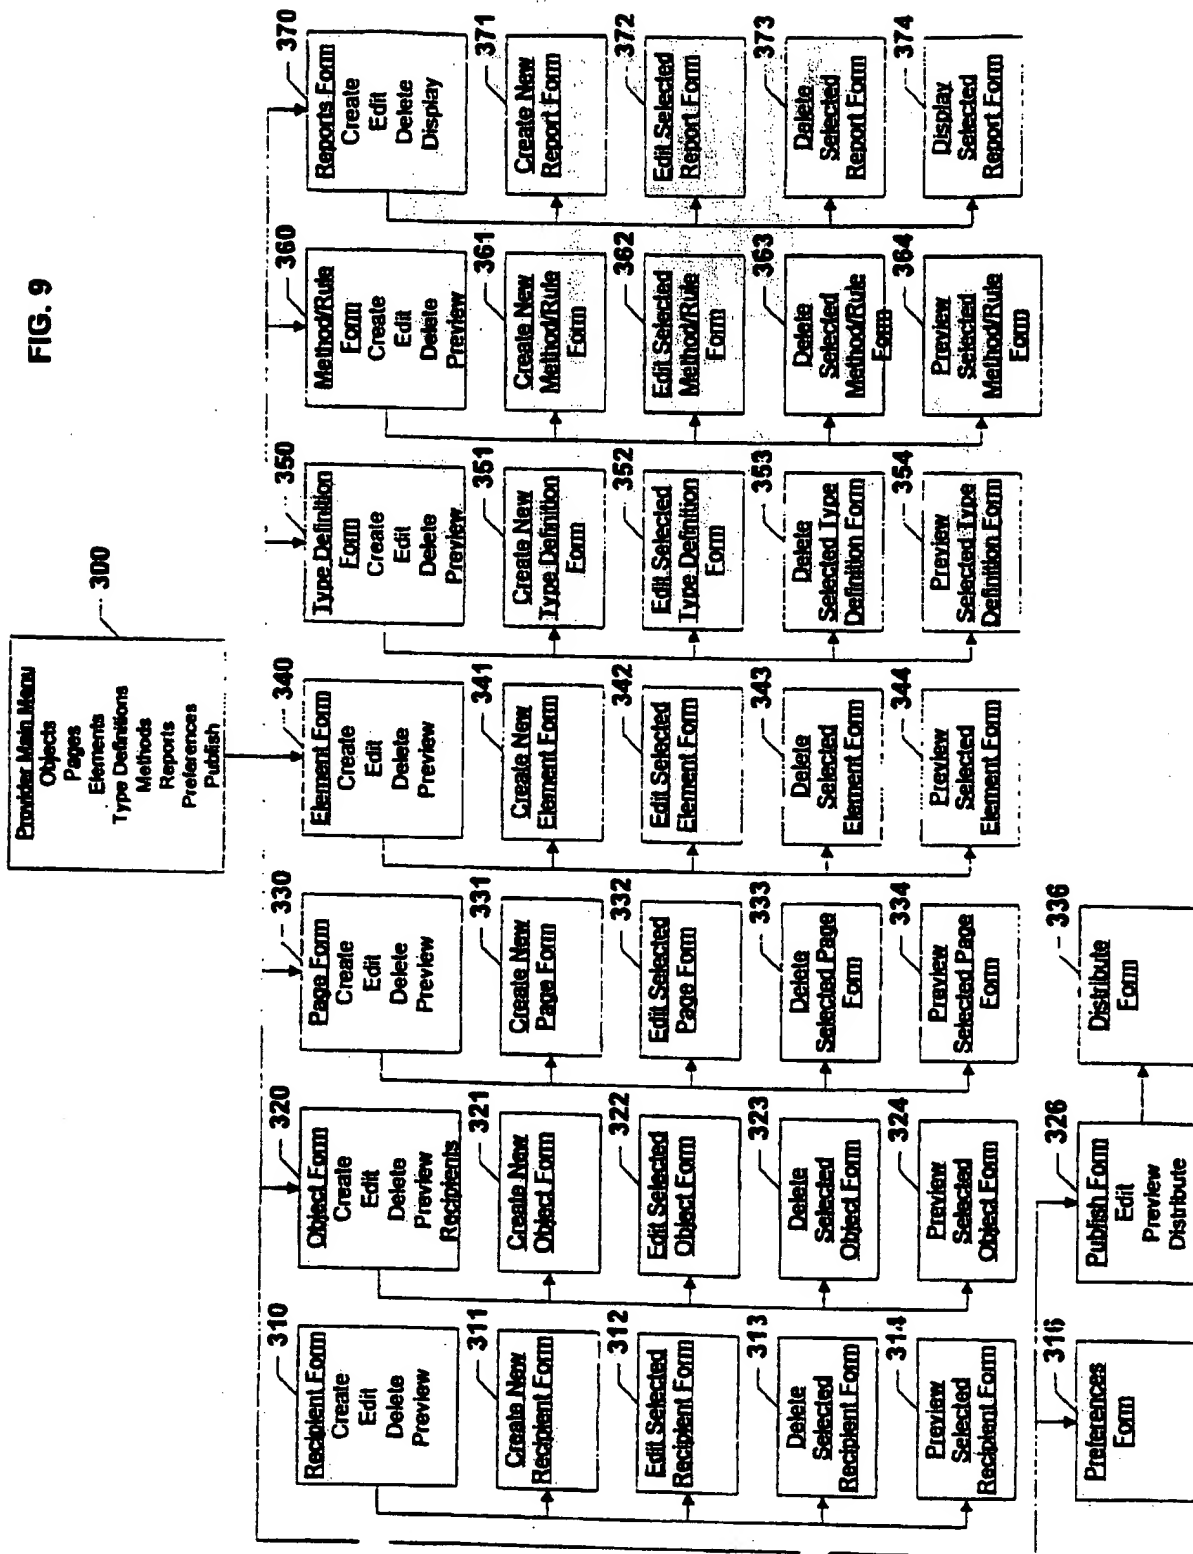 FIG. 9
300
Provider Main Menu
Objects
Pages
Elements
Type Definitions
Methods
Reports
Preferences
Publish
310
Recipient Form
Create
Edit
Delete
Preview
320
Object Form
Create
Edit
Delete
Preview
Recipients
330
Page Form
Create
Edit
Delete
Preview
340
Element Form
Create
Edit
Delete
Preview
350
Type Definition
Form
Create
Edit
Delete
Preview
360
Method/Rule
Form
Create
Edit
Delete
Preview
370
Reports Form
Create
Edit
Delete
Display
311
Create New
Recipient Form
321
Create New
Object Form
331
Create New
Page Form
341
Create New
Element Form
351
Create New
Type Definition
Form
361
Create New
Method/Rule
Form
371
Create New
Report Form
312
Edit Selected
Recipient Form
322
Edit Selected
Object Form
332
Edit Selected
Page Form
342
Edit Selected
Element Form
352
Edit Selected
Type Definition
Form
362
Edit Selected
Method/Rule
Form
372
Edit Selected
Report Form
313
Delete
Selected
Recipient Form
323
Delete
Selected
Object Form
333
Delete
Selected Page
Form
343
Delete
Selected
Element Form
353
Delete
Selected Type
Definition Form
363
Delete
Selected
Method/Rule
Form
373
Delete
Selected
Report Form
314
Preview
Selected
Recipient Form
324
Preview
Selected
Object Form
334
Preview
Selected Page
Form
344
Preview
Selected
Element Form
354
Preview
Selected Type
Definition Form
364
Preview
Selected
Method/Rule
Form
374
Display
Selected
Report Form
316
Preferences
Form
326
Publish Form
Edit
Preview
Distribute
336
Distribute
Form